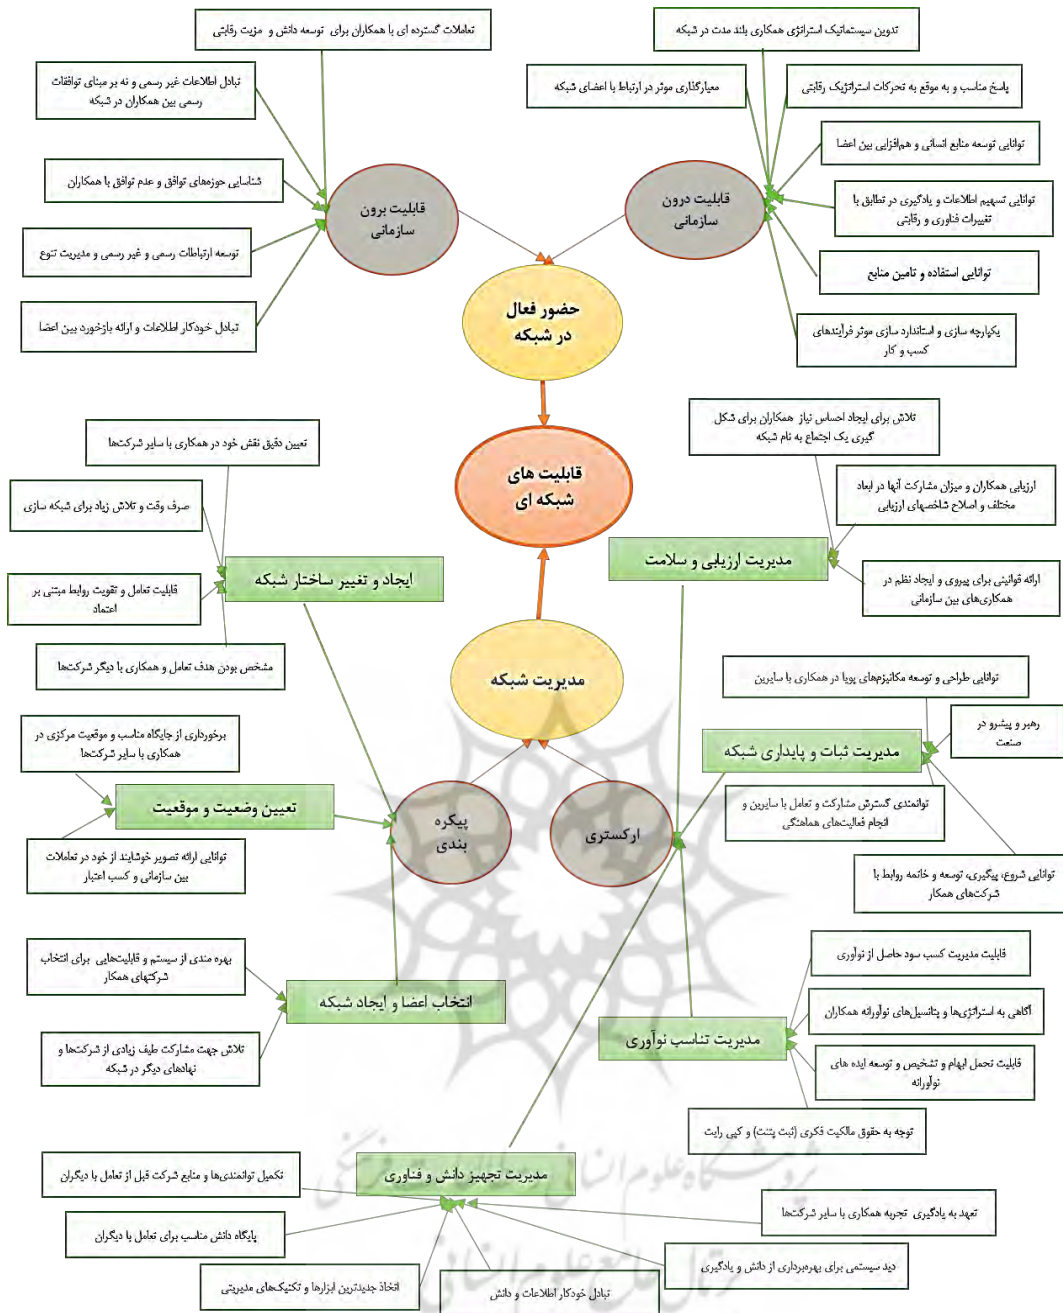 تعاملات گسترده ای با همکاران برای توسعه دانش و مزیت رقابتی
تدوین سیستماتیک استراتژی همکاری بلند مدت در شبکه
تبادل اطلاعات غیر رسمی و نه بر مبنای توافقات
رسمی بین همکاران در شبکه
معیارگذاری موثر در ارتباط با اعضای شبکه
پاسخ مناسب و به موقع به تحرکات استراتژیک رقابتی
توانایی توسعه منابع انسانی و هم‌افزایی بین اعضا
شناسایی حوزه‌های توافق و عدم توافق با همکاران
قابلیت برون
سازمانی
قابلیت درون
سازمانی
توانایی تسهیم اطلاعات و یادگیری در تطابق با
تغییرات فناوری و رقابتی
توسعه ارتباطات رسمی و غیر رسمی و مدیریت تنوع
توانایی استفاده و تامین منابع
تبادل خودکار اطلاعات و ارائه بازخورد بین اعضا
حضور فعال
در شبکه
یکپارچه سازی و استاندارد سازی موثر فرآیندهای
کسب و کار
تلاش برای ایجاد احساس نیاز همکاران برای شکل
گیری یک اجتماع به نام شبکه
تعیین دقیق نقش خود در همکاری با سایر شرکت‌ها
قابلیت های
شبکه ای
ارزیابی همکاران و میزان مشارکت آنها در ابعاد
مختلف و اصلاح شاخصهای ارزیابی
صرف وقت و تلاش زیاد برای شبکه سازی
مدیریت ارزیابی و سلامت
ایجاد و تغییر ساختار شبکه
ارائه قوانینی برای پیروی و ایجاد نظم در
همکاری‌های بین سازمانی
قابلیت تعامل و تقویت روابط مبتنی بر
اعتماد
مشخص بودن هدف تعامل و همکاری با دیگر شرکت‌ها
مدیریت شبکه
توانایی طراحی و توسعه مکانیزم‌های پویا در همکاری با سایرین
رهبر و پیشرو در
صنعت
برخورداری از جایگاه مناسب و موقعیت مرکزی در
همکاری با سایر شرکت‌ها
مدیریت ثبات و پایداری شبکه
تعیین وضعیت و موقعیت
توانمندی گسترش مشارکت و تعامل با سایرین و
انجام فعالیت‌های هماهنگی
پیکره
بندی
ارکستری
توانایی ارائه تصویر خوشایند از خود در تعاملات
بین سازمانی و کسب اعتبار
توانایی شروع، پیگیری، توسعه و خاتمه روابط با
شرکت‌های همکار
بهره مندی از سیستم و قابلیت‌هایی برای انتخاب
شرکتهای همکار
قابلیت مدیریت کسب سود حاصل از نوآوری
انتخاب اعضا و ایجاد شبکه
آگاهی به استراتژی‌ها و پتانسیل‌های نوآورانه همکاران
مدیریت تناسب نوآوری
تلاش جهت مشارکت طیف زیادی از شرکت‌ها و
نهادهای دیگر در شبکه
قابلیت تحمل ابهام و تشخیص و توسعه ایده های
نوآورانه
توجه به حقوق مالکیت فکری (ثبت پتنت) و کپی رایت
پژوهشگاه علوم انسانی و مطالعات فرهنگی
مدیریت تجهیز دانش و فناوری
تکمیل توانمندی‌ها و منابع شرکت قبل از تعامل با دیگران
تعهد به یادگیری تجربه همکاری با سایر شرکت‌ها
پایگاه دانش مناسب برای تعامل با دیگران
دید سیستمی برای بهره‌برداری از دانش و یادگیری
پرتال جامع علوم انسانی
اتخاذ جدیدترین ابزارها و تکنیک‌های مدیریتی
تبادل خودکار اطلاعات و دانش